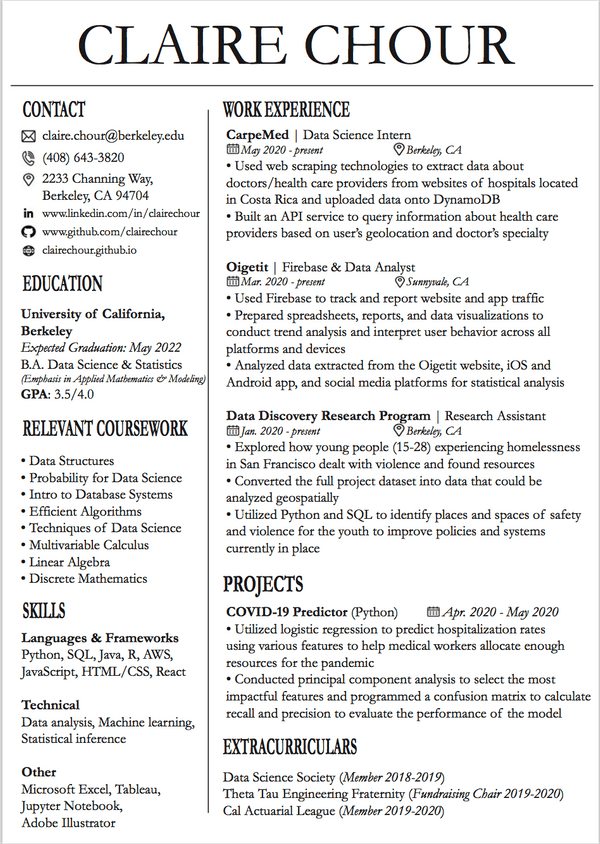 CLAIRE CHOUR
CONTACT
claire.chour@berkeley.edu
(408) 643-3820
2233 Channing Way,
Berkeley, CA 94704
www.linkedin.com/in/clairechour
www.github.com/clairechour
clairechour.github.io
EDUCATION
University of California,
Berkeley
Expected Graduation: May 2022
B.A. Data Science & Statistics
(Emphasis in Applied Mathematics & Modeling)
GPA: 3.5/4.0
RELEVANT COURSEWORK
• Data Structures
• Probability for Data Science
• Intro to Database Systems
• Efficient Algorithms
• Techniques of Data Science
• Multivariable Calculus
• Linear Algebra
• Discrete Mathematics
SKILLS
Languages & Frameworks
Python, SQL, Java, R, AWS,
JavaScript, HTML/CSS, React
Technical
Data analysis, Machine learning,
Statistical inference
Other
Microsoft Excel, Tableau,
Jupyter Notebook,
Adobe Illustrator
WORK EXPERIENCE
CarpeMed | Data Science Intern
May 2020 - present Berkeley, CA
• Used web scraping technologies to extract data about
doctors/health care providers from websites of hospitals located
in Costa Rica and uploaded data onto DynamoDB
• Built an API service to query information about health care
providers based on user's geolocation and doctor's specialty
Oigetit | Firebase & Data Analyst
Mar. 2020 - present Sunnyvale, CA
• Used Firebase to track and report website and app traffic
• Prepared spreadsheets, reports, and data visualizations to
conduct trend analysis and interpret user behavior across all
platforms and devices
• Analyzed data extracted from the Oigetit website, iOS and
Android app, and social media platforms for statistical analysis
Data Discovery Research Program | Research Assistant
Jan. 2020 - present Berkeley, CA
• Explored how young people (15-28) experiencing homelessness
in San Francisco dealt with violence and found resources
• Converted the full project dataset into data that could be
analyzed geospatially
• Utilized Python and SQL to identify places and spaces of safety
and violence for the youth to improve policies and systems
currently in place
PROJECTS
COVID-19 Predictor (Python) Apr. 2020 - May 2020
• Utilized logistic regression to predict hospitalization rates
using various features to help medical workers allocate enough
resources for the pandemic
• Conducted principal component analysis to select the most
impactful features and programmed a confusion matrix to calculate
recall and precision to evaluate the performance of the model
EXTRACURRICULARS
Data Science Society (Member 2018-2019)
Theta Tau Engineering Fraternity (Fundraising Chair 2019-2020)
Cal Actuarial League (Member 2019-2020)